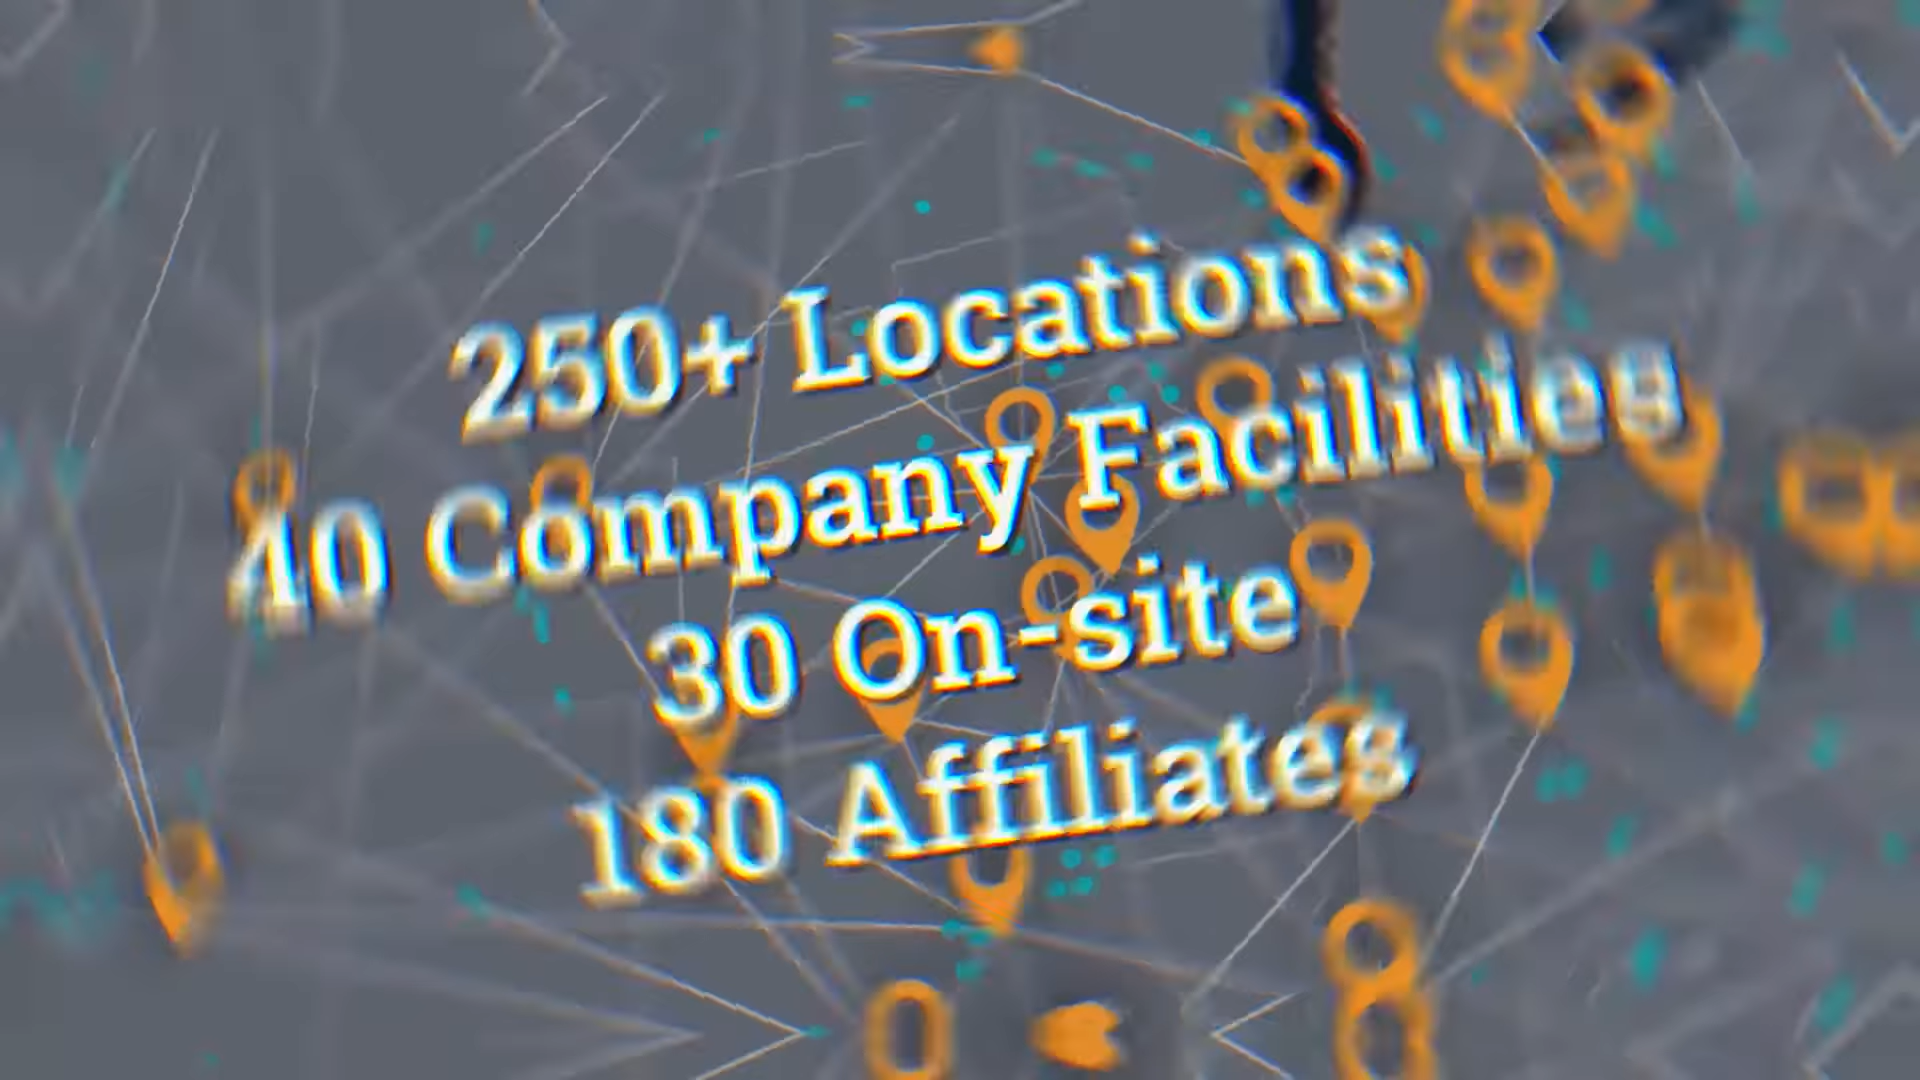 250+ Locations
40 Company Facilities
30 On-site
180 Affiliates